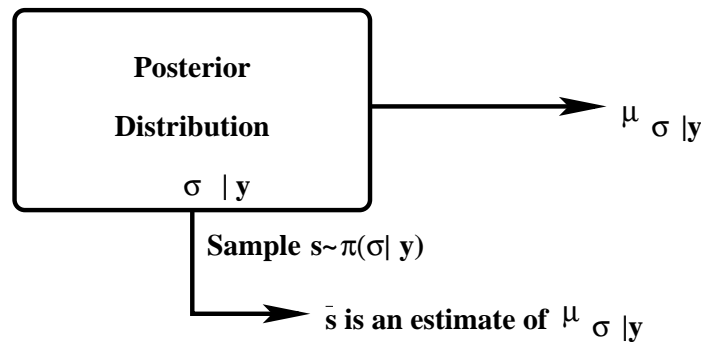 Posterior
Distribution
σ | y
μ σ |y
Sample s~π(σ| y)
s̄ is an estimate of μ σ |y